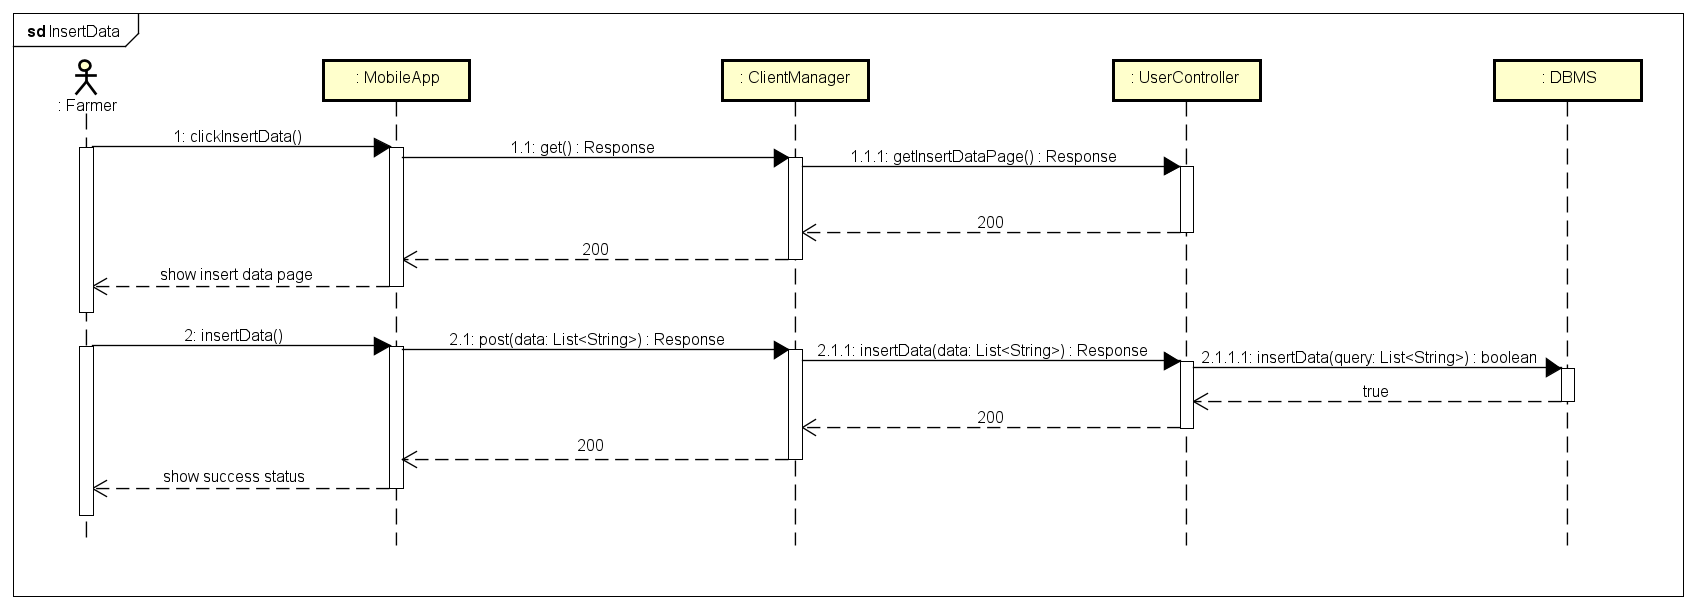 sd InsertData
: Farmer
: MobileApp
: ClientManager
: UserController
: DBMS
1: clickInsertData()
1.1: get() : Response
1.1.1: getInsertDataPage() : Response
200
200
show insert data page
2: insertData()
2.1: post(data: List<String>) : Response
2.1.1: insertData(data: List<String>) : Response
2.1.1.1: insertData(query: List<String>) : boolean
true
200
200
show success status